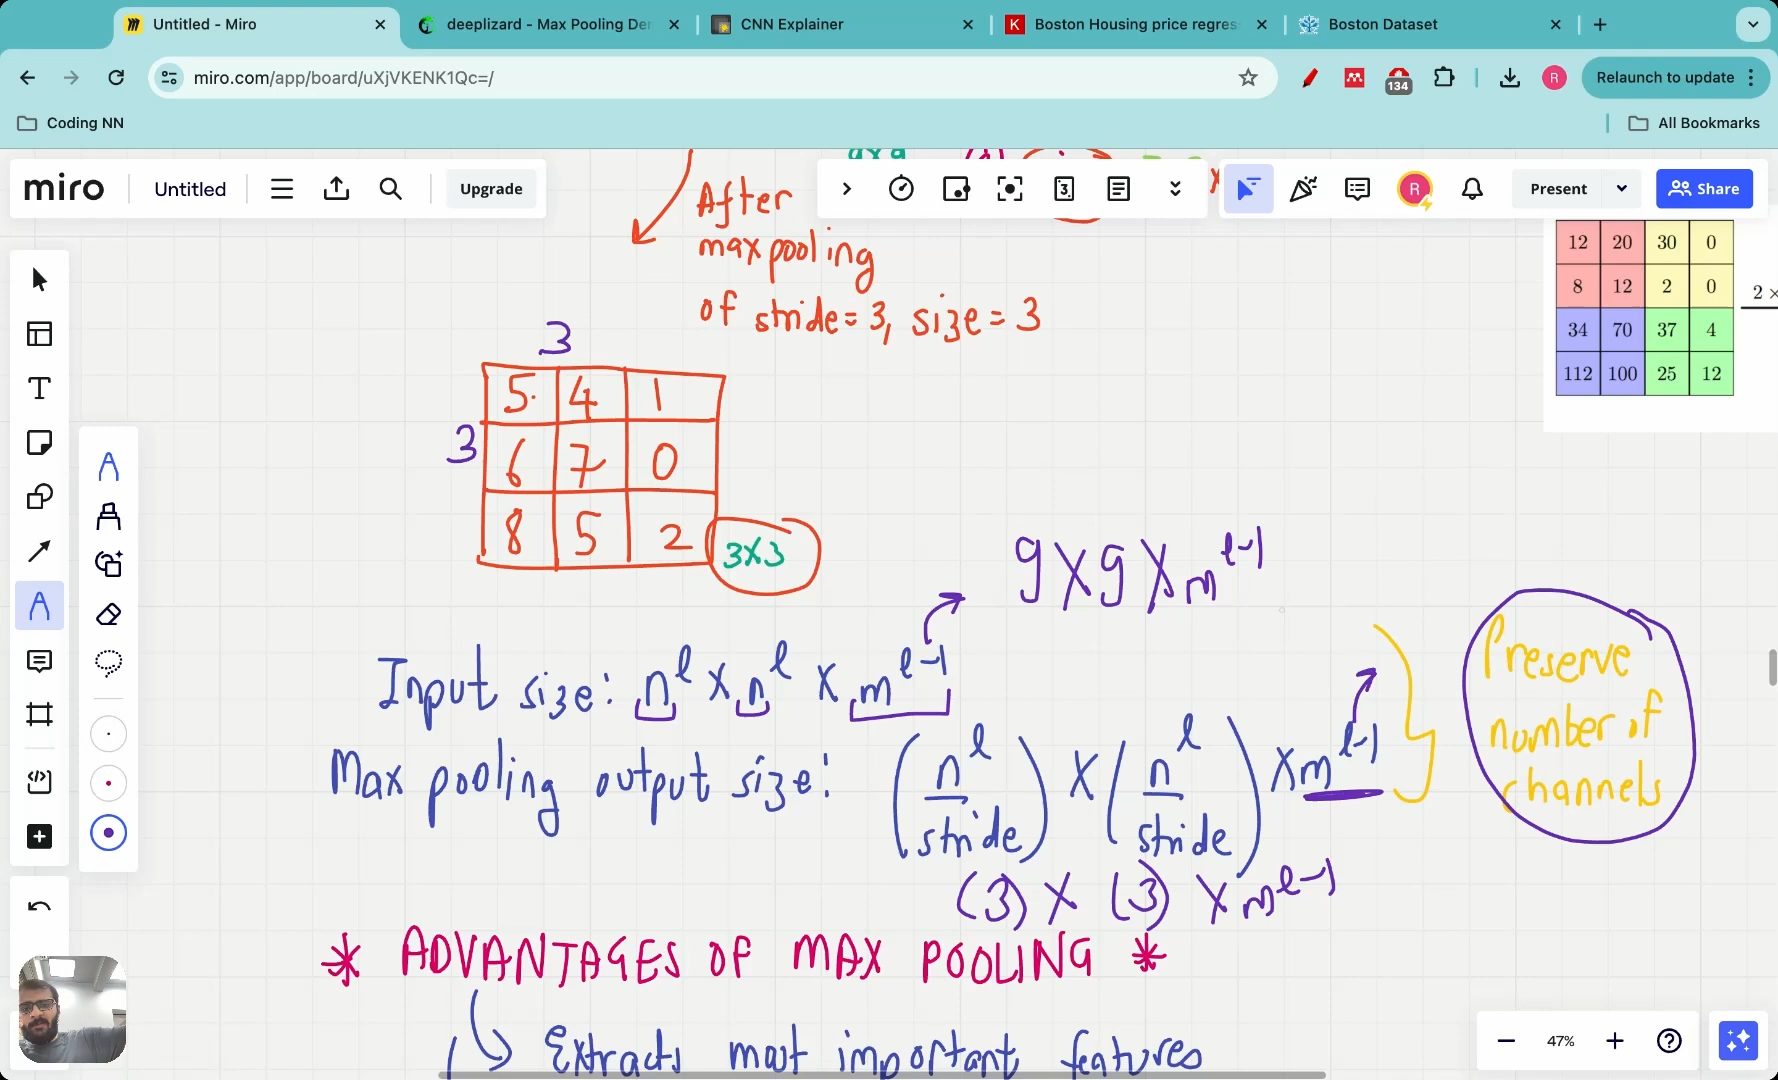 Untitled - Miro
deeplizard - Max Pooling De
CNN Explainer
K
Boston Housing price regres
Boston Dataset
miro.com/app/board/uXjVKENK1Qc=/
134
R
Relaunch to update
Coding NN
All Bookmarks
miro
Untitled
Upgrade
3
R
Present
Share
After
max pooling
of stride=3, size=3
12 20 30 0
8 12 2 0
34 70 37 4
112 100 25 12
2 ×
3
3
5 4 1
6 7 0
8 5 2
3X3
9X9Xm^l-1
Input size: n^l X n^l X m^l-1
Max pooling output size: (n^l/stride) X (n^l/stride) X m^l-1
(3) X (3) X m^l-1
Preserve
number of
channels
* ADVANTAGES OF MAX POOLING *
Extracts most important features
47%